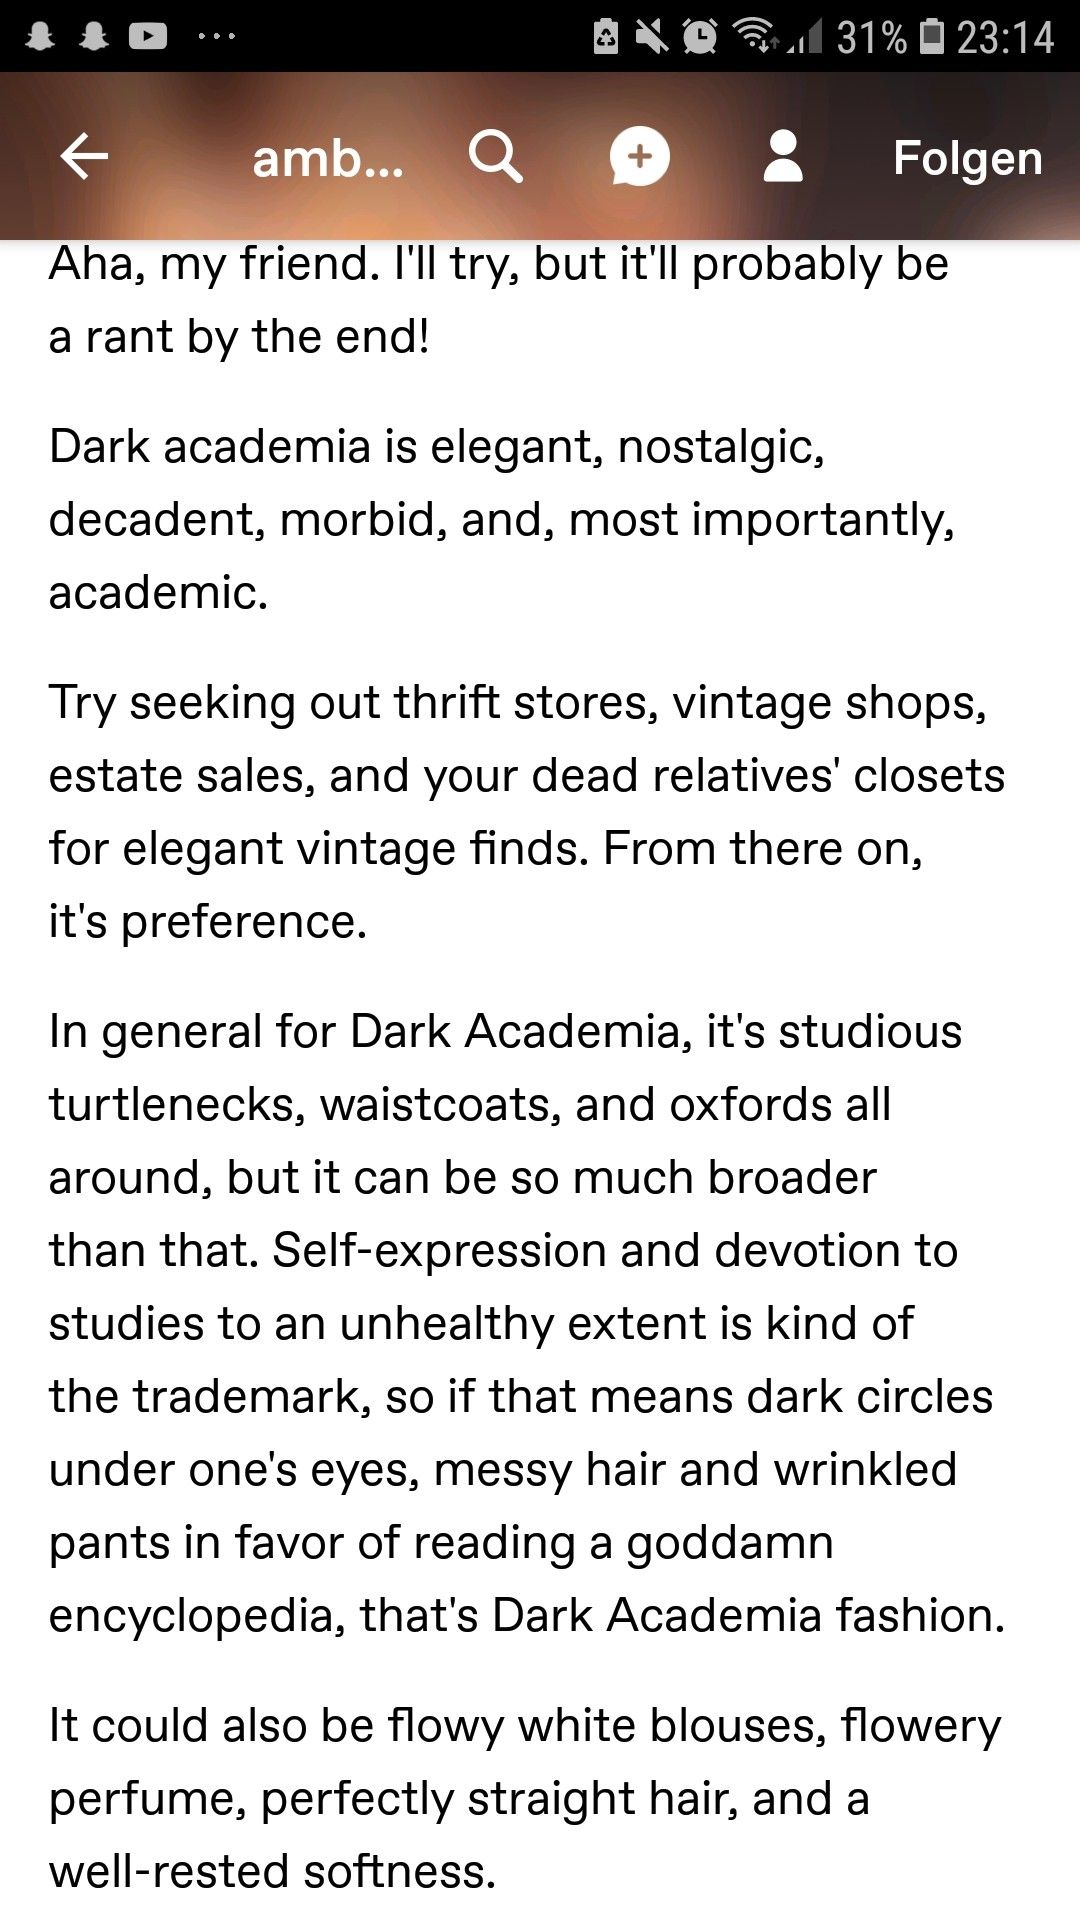 31% 23:14
amb... Folgen
Aha, my friend. I'll try, but it'll probably be
a rant by the end!
Dark academia is elegant, nostalgic,
decadent, morbid, and, most importantly,
academic.
Try seeking out thrift stores, vintage shops,
estate sales, and your dead relatives' closets
for elegant vintage finds. From there on,
it's preference.
In general for Dark Academia, it's studious
turtlenecks, waistcoats, and oxfords all
around, but it can be so much broader
than that. Self-expression and devotion to
studies to an unhealthy extent is kind of
the trademark, so if that means dark circles
under one's eyes, messy hair and wrinkled
pants in favor of reading a goddamn
encyclopedia, that's Dark Academia fashion.
It could also be flowy white blouses, flowery
perfume, perfectly straight hair, and a
well-rested softness.